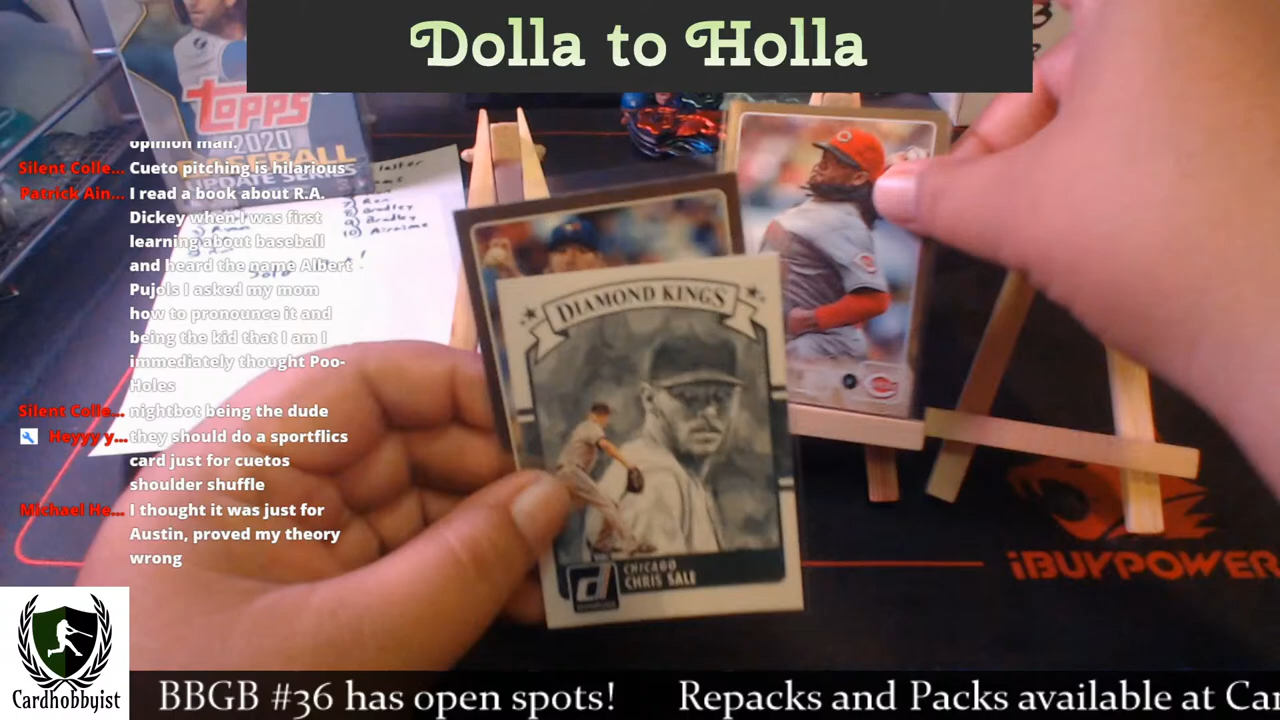 Dolla to Holla
TOPPS
2020
BASEBALL
UPDATE SERIES
opinion man.
Silent Colle... Cueto pitching is hilarious
Patrick Ain... I read a book about R.A.
Dickey when I was first
learning about baseball
and heard the name Albert
Pujols I asked my mom
how to pronounce it and
being the kid that I am I
immediately thought Poo-
Holes
Silent Colle... nightbot being the dude
Heyyy y... they should do a sportflics
card just for cuetos
shoulder shuffle
Michael He... I thought it was just for
Austin, proved my theory
wrong
Bradley
Bradley
DIAMOND KINGS
CHICAGO
CHRIS SALE
d
iBUYPOWER
Cardhobbyist
BBGB #36 has open spots! Repacks and Packs available at Car